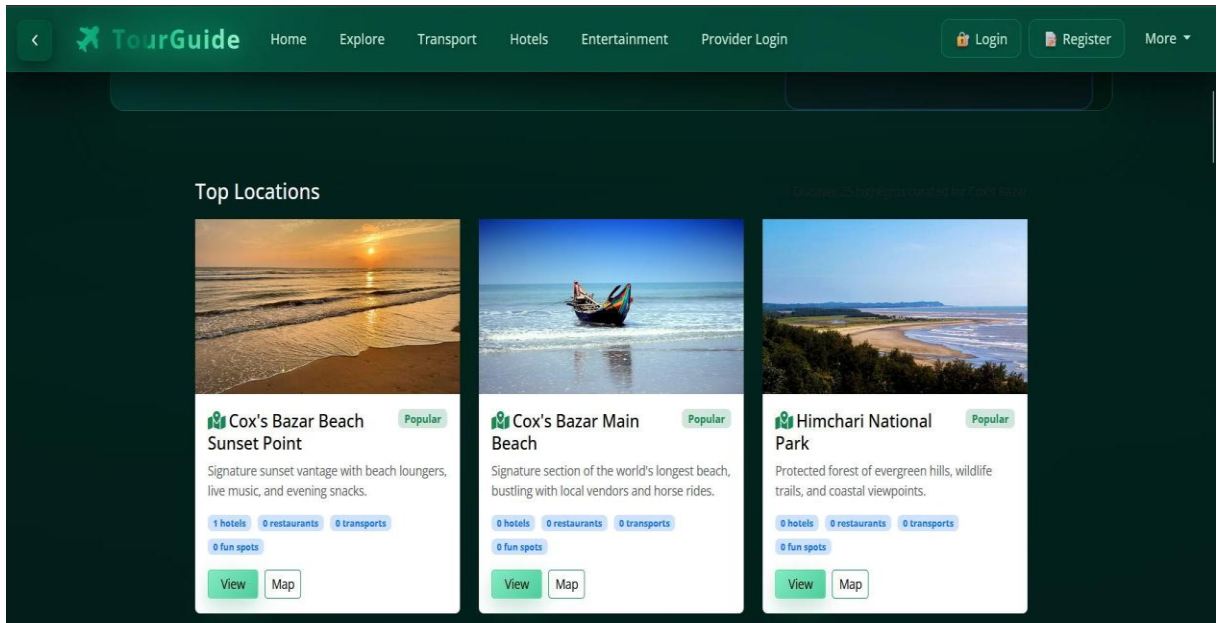 TourGuide Home Explore Transport Hotels Entertainment Provider Login Login Register More
Top Locations
Cox's Bazar Beach Popular
Sunset Point
Signature sunset vantage with beach loungers,
live music, and evening snacks.
1 hotels 0 restaurants 0 transports
0 fun spots
View Map
Cox's Bazar Main Popular
Beach
Signature section of the world's longest beach,
bustling with local vendors and horse rides.
0 hotels 0 restaurants 0 transports
0 fun spots
View Map
Himchari National Popular
Park
Protected forest of evergreen hills, wildlife
trails, and coastal viewpoints.
0 hotels 0 restaurants 0 transports
0 fun spots
View Map